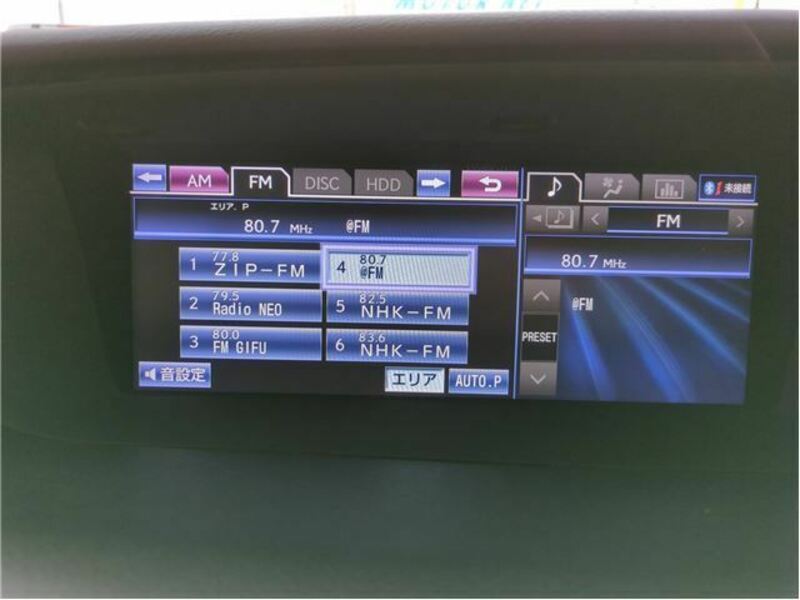 AM FM DISC HDD
エリア. P
80.7 MHz @FM
1 77.8 ZIP-FM
4 80.7 @FM
2 79.5 Radio NEO
5 82.5 NHK-FM
3 80.0 FM GIFU
6 83.6 NHK-FM
音設定 エリア AUTO.P
未接続
FM
80.7 MHz
@FM
PRESET